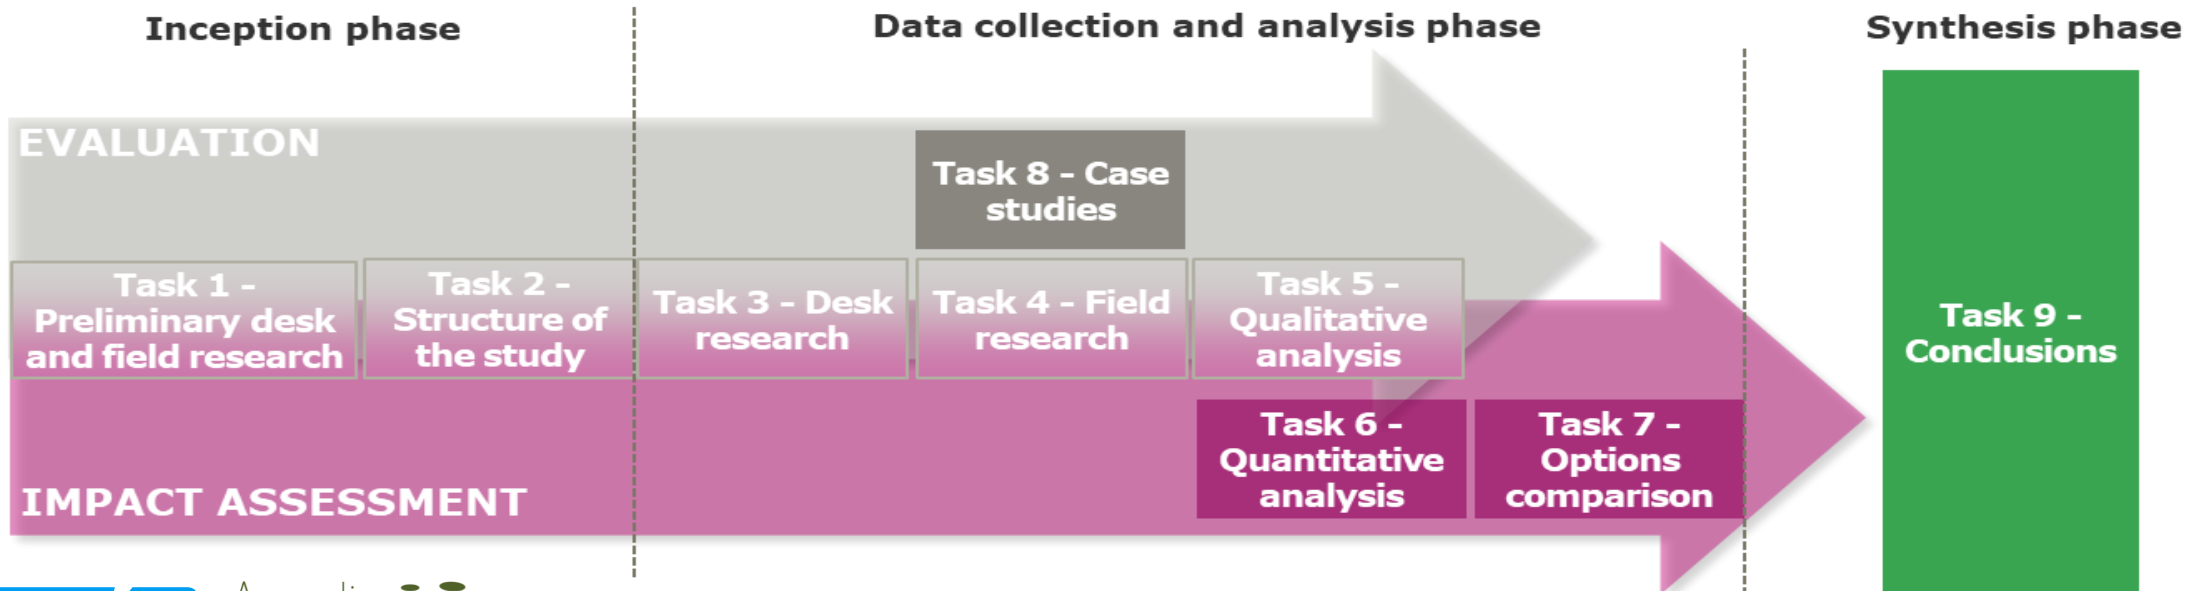 Inception phase
Data collection and analysis phase
Synthesis phase
EVALUATION
Task 8 - Case
studies
Task 1 -
Preliminary desk
and field research
Task 2 -
Structure of
the study
Task 3 - Desk
research
Task 4 - Field
research
Task 5 -
Qualitative
analysis
Task 9 -
Conclusions
Task 6 -
Quantitative
analysis
Task 7 -
Options
comparison
IMPACT ASSESSMENT